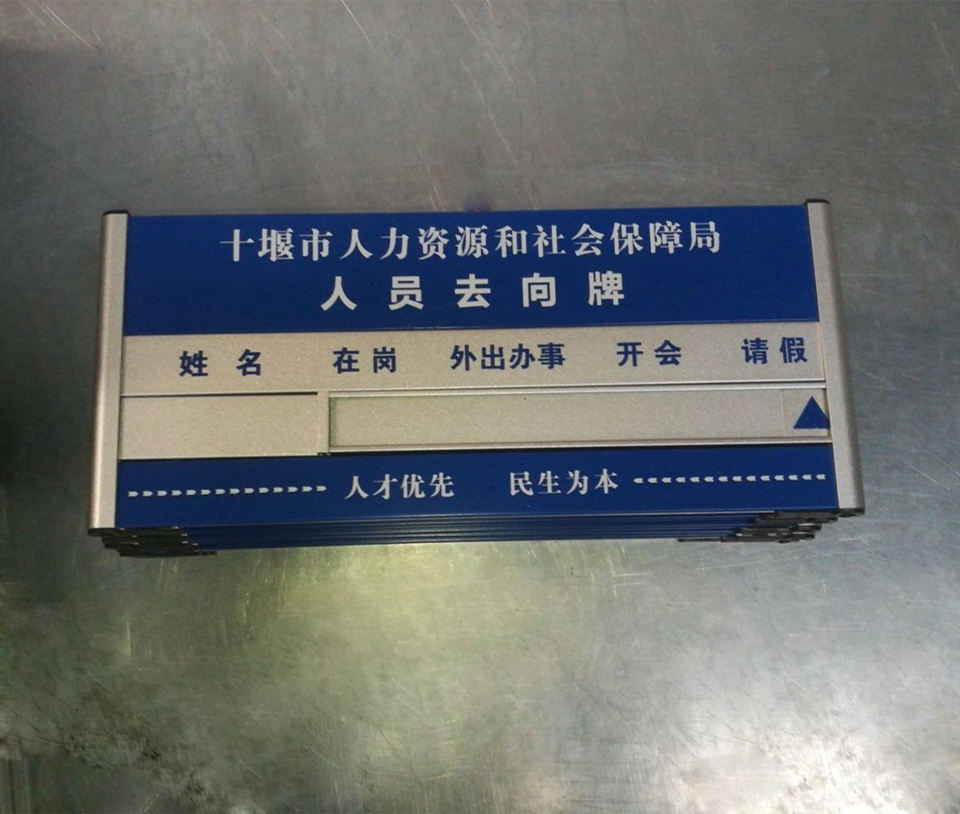 十堰市人力资源和社会保障局
人员去向牌
姓名 在岗 外出办事 开会 请假
人才优先 民生为本